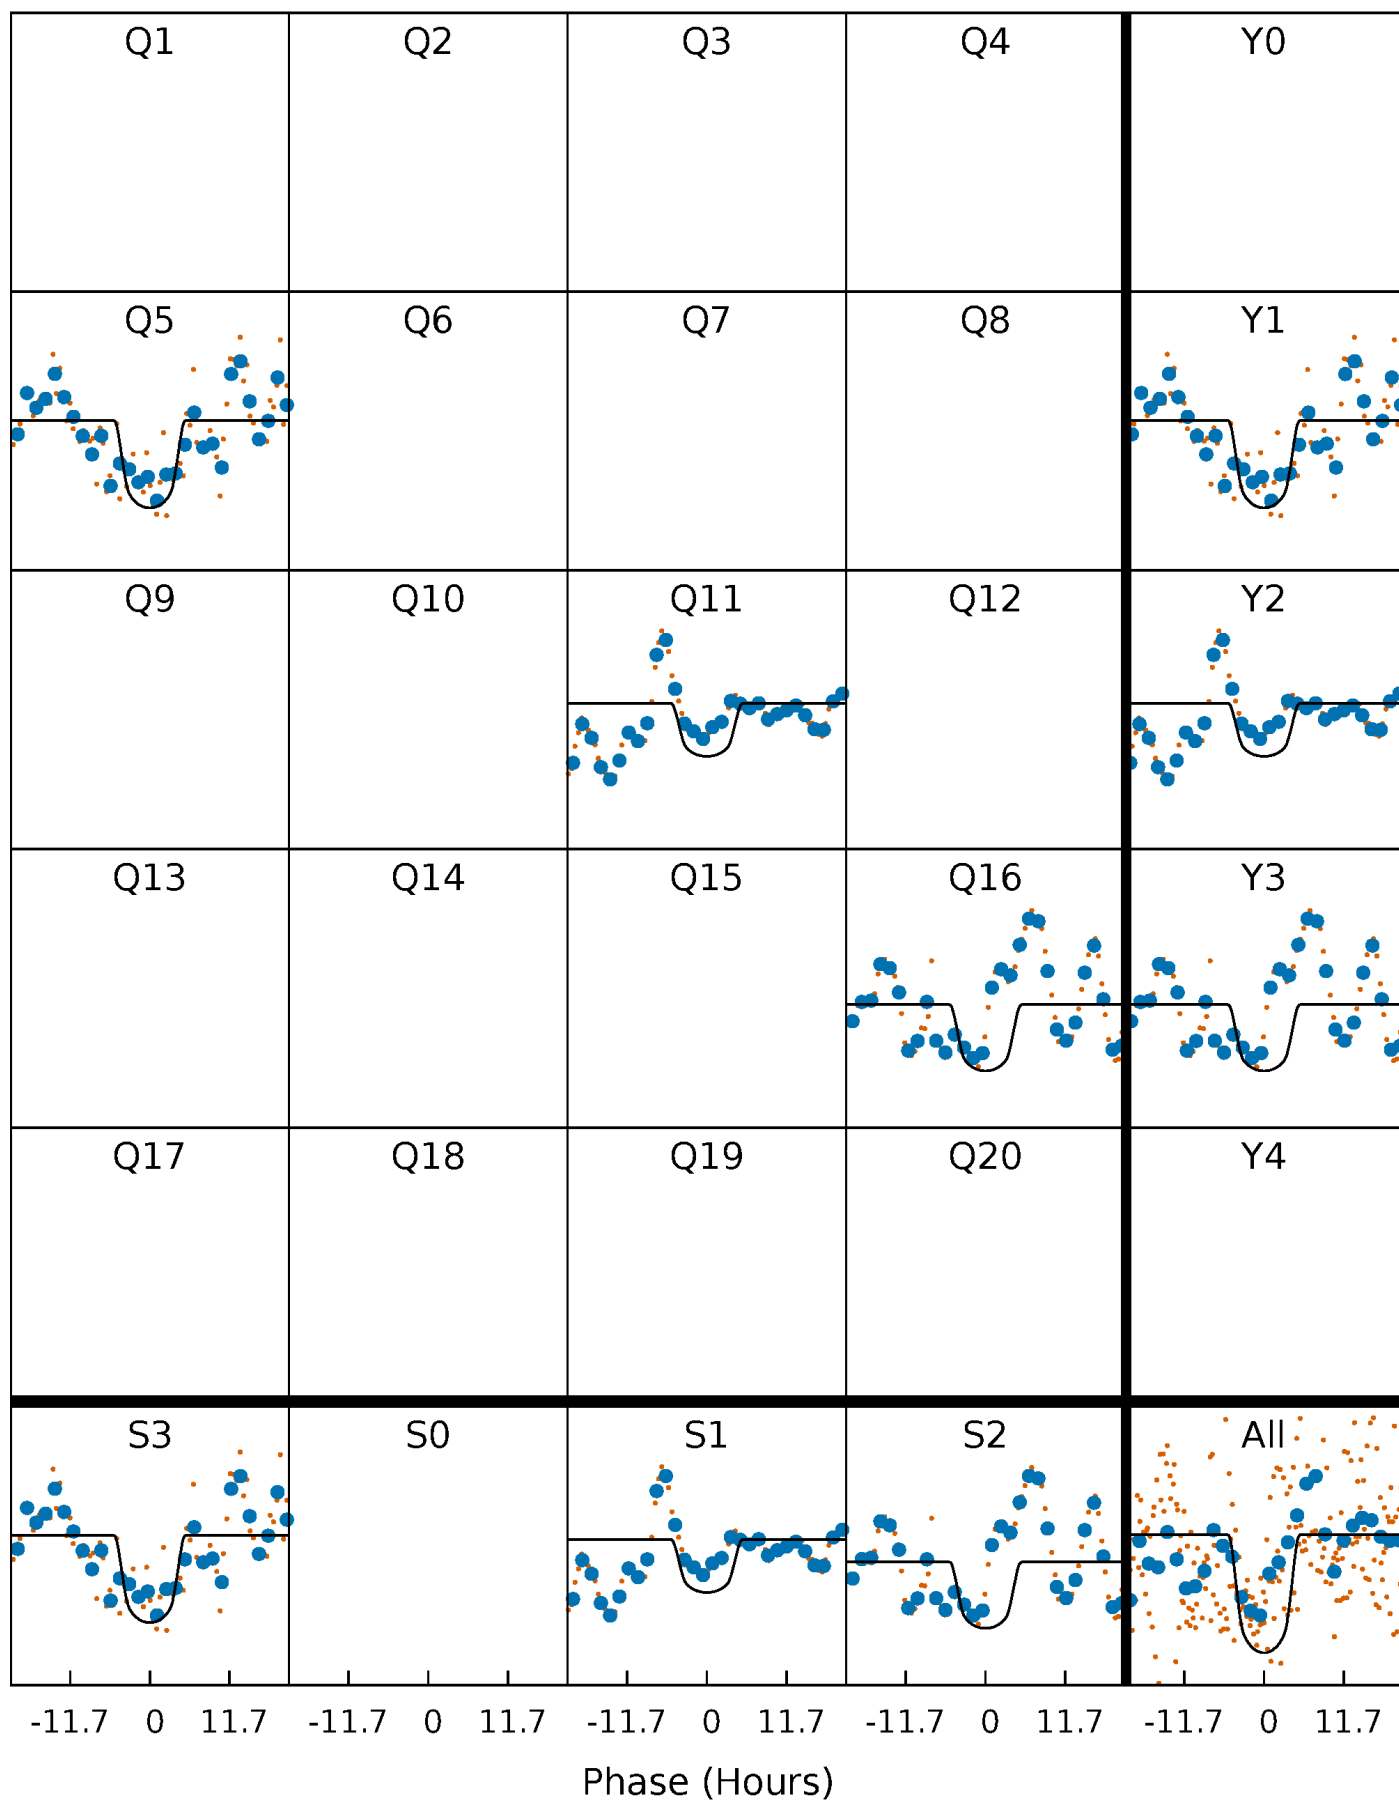 Q1 Q2 Q3 Q4 Y0
Q5 Q6 Q7 Q8 Y1
Q9 Q10 Q11 Q12 Y2
Q13 Q14 Q15 Q16 Y3
Q17 Q18 Q19 Q20 Y4
S3 S0 S1 S2 All
-11.7 0 11.7 -11.7 0 11.7 -11.7 0 11.7 -11.7 0 11.7 -11.7 0 11.7
Phase (Hours)